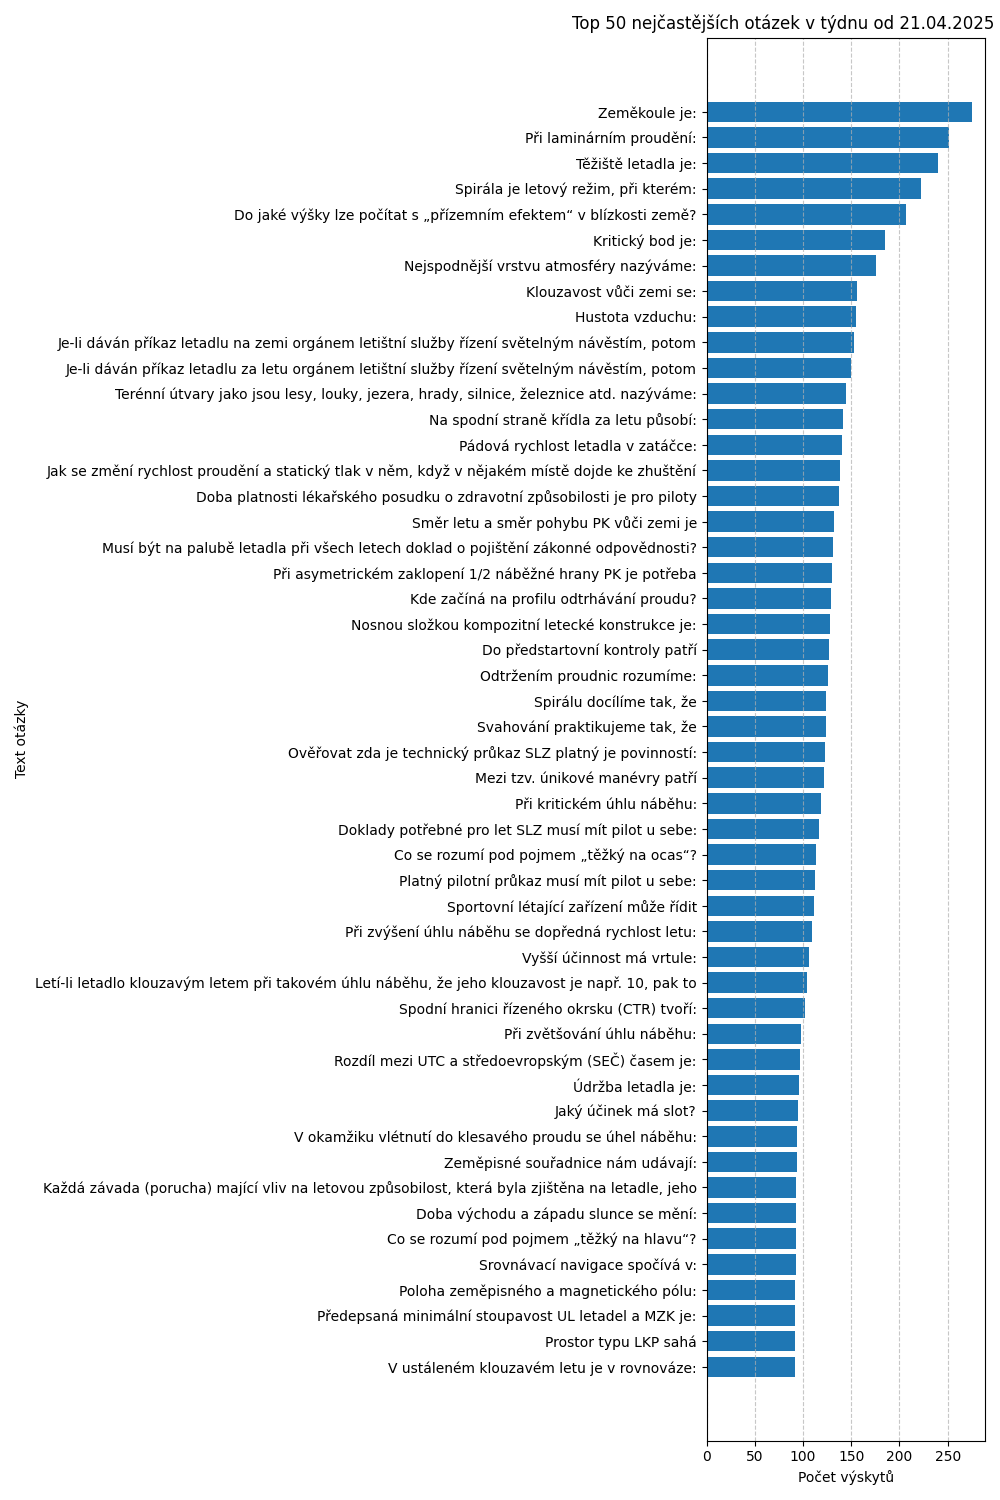 Top 50 nejčastějších otázek v týdnu od 21.04.2025
Zeměkoule je:
Při laminárním proudění:
Těžiště letadla je:
Spirála je letový režim, při kterém:
Do jaké výšky lze počítat s „přízemním efektem“ v blízkosti země?
Kritický bod je:
Nejspodnější vrstvu atmosféry nazýváme:
Klouzavost vůči zemi se:
Hustota vzduchu:
Je-li dáván příkaz letadlu na zemi orgánem letištní služby řízení světelným návěstím, potom
Je-li dáván příkaz letadlu za letu orgánem letištní služby řízení světelným návěstím, potom
Terénní útvary jako jsou lesy, louky, jezera, hrady, silnice, železnice atd. nazýváme:
Na spodní straně křídla za letu působí:
Pádová rychlost letadla v zatáčce:
Jak se změní rychlost proudění a statický tlak v něm, když v nějakém místě dojde ke zhuštění
Doba platnosti lékařského posudku o zdravotní způsobilosti je pro piloty
Směr letu a směr pohybu PK vůči zemi je
Musí být na palubě letadla při všech letech doklad o pojištění zákonné odpovědnosti?
Při asymetrickém zaklopení 1/2 náběžné hrany PK je potřeba
Kde začíná na profilu odtrhávání proudu?
Nosnou složkou kompozitní letecké konstrukce je:
Do předstartovní kontroly patří
Odtržením proudnic rozumíme:
Spirálu docílíme tak, že
Svahování praktikujeme tak, že
Ověřovat zda je technický průkaz SLZ platný je povinností:
Mezi tzv. únikové manévry patří
Při kritickém úhlu náběhu:
Doklady potřebné pro let SLZ musí mít pilot u sebe:
Co se rozumí pod pojmem „těžký na ocas“?
Platný pilotní průkaz musí mít pilot u sebe:
Sportovní létající zařízení může řídit
Při zvýšení úhlu náběhu se dopředná rychlost letu:
Vyšší účinnost má vrtule:
Letí-li letadlo klouzavým letem při takovém úhlu náběhu, že jeho klouzavost je např. 10, pak to
Spodní hranici řízeného okrsku (CTR) tvoří:
Při zvětšování úhlu náběhu:
Rozdíl mezi UTC a středoevropským (SEČ) časem je:
Údržba letadla je:
Jaký účinek má slot?
V okamžiku vlétnutí do klesavého proudu se úhel náběhu:
Zeměpisné souřadnice nám udávají:
Každá závada (porucha) mající vliv na letovou způsobilost, která byla zjištěna na letadle, jeho
Doba východu a západu slunce se mění:
Co se rozumí pod pojmem „těžký na hlavu“?
Srovnávací navigace spočívá v:
Poloha zeměpisného a magnetického pólu:
Předepsaná minimální stoupavost UL letadel a MZK je:
Prostor typu LKP sahá
V ustáleném klouzavém letu je v rovnováze:
Text otázky
0 50 100 150 200 250
Počet výskytů